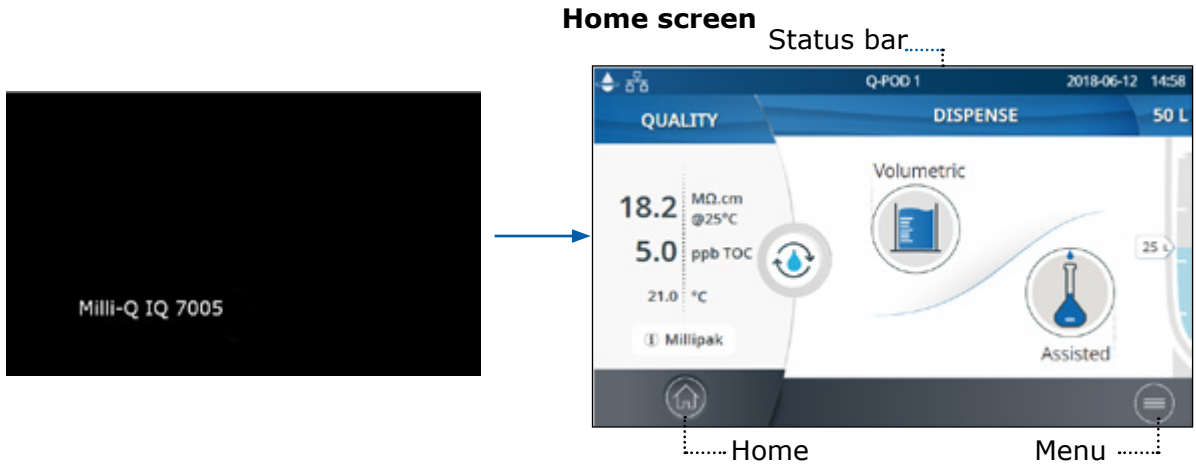 Home screen
Status bar
Milli-Q IQ 7005
Q-POD 1
2018-06-12 14:58
QUALITY
DISPENSE
50 L
18.2 MΩ.cm
@25°C
5.0 ppb TOC
21.0 °C
Millipak
Volumetric
25 L
Assisted
Home
Menu